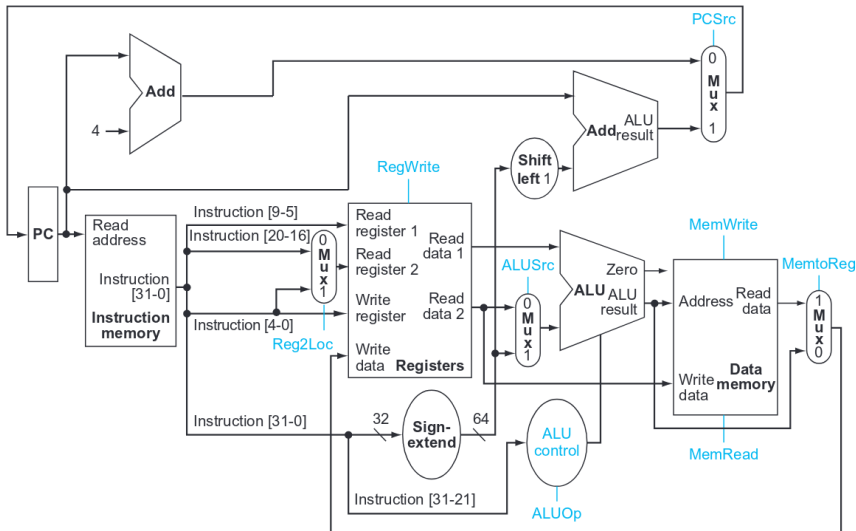 PCSrc
0
M
u
x
1
Add
4
Add ALU
result
Shift
left 1
RegWrite
PC
Read
address
Instruction
[31-0]
Instruction
memory
Instruction [9-5]
Instruction [20-16]
0
M
u
x
1
Reg2Loc
Instruction [4-0]
Read
register 1
Read
register 2
Write
register
Write
data
Read
data 1
Read
data 2
Registers
ALUSrc
0
M
u
x
1
Zero
ALU
ALU
result
MemWrite
Address
Read
data
Write
data
Data
memory
MemRead
MemtoReg
1
M
u
x
0
Instruction [31-0]
32
Sign-
extend
64
ALU
control
Instruction [31-21]
ALUOp